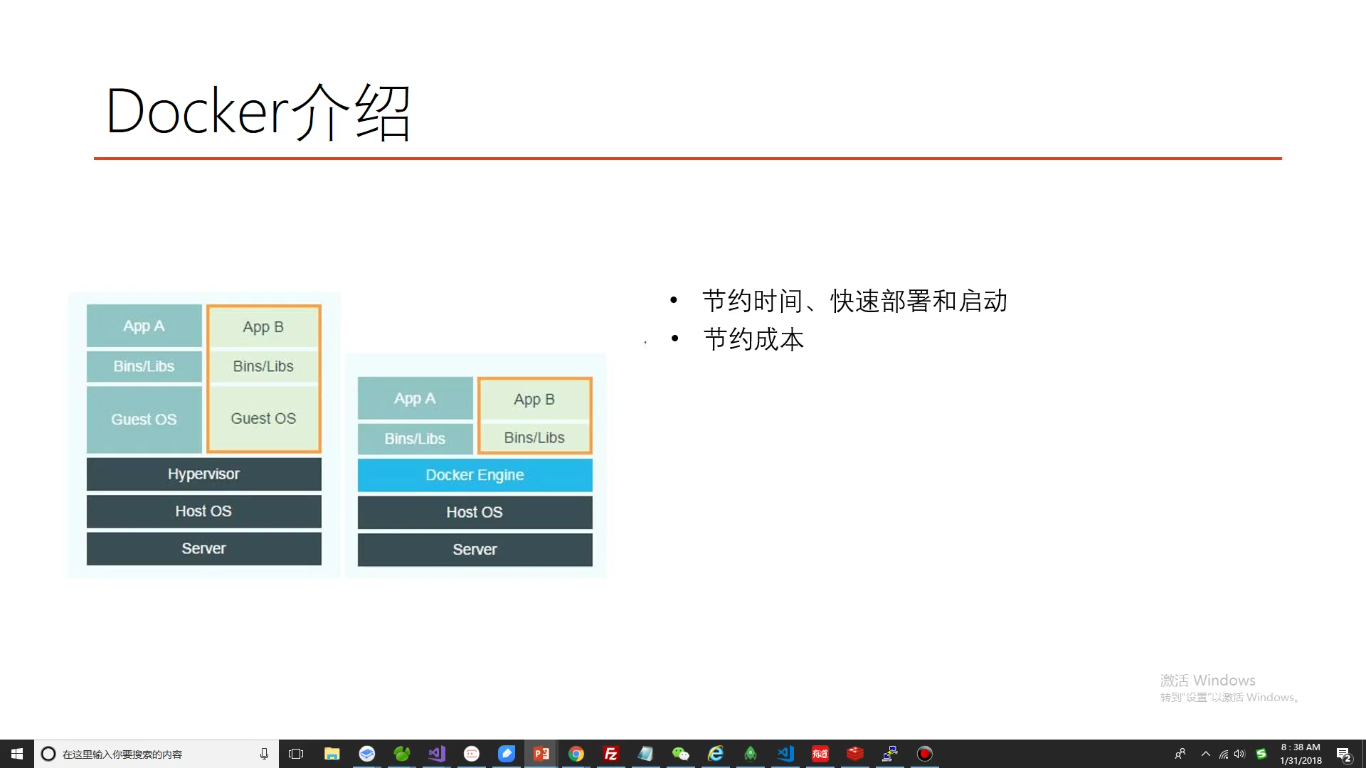 Docker介绍
App A
App B
Bins/Libs
Bins/Libs
Guest OS
Guest OS
Hypervisor
Host OS
Server
App A
App B
Bins/Libs
Bins/Libs
Docker Engine
Host OS
Server
• 节约时间、快速部署和启动
• 节约成本
激活 Windows
转到"设置"以激活 Windows。
在这里输入你要搜索的内容
8:38 AM
1/31/2018
2